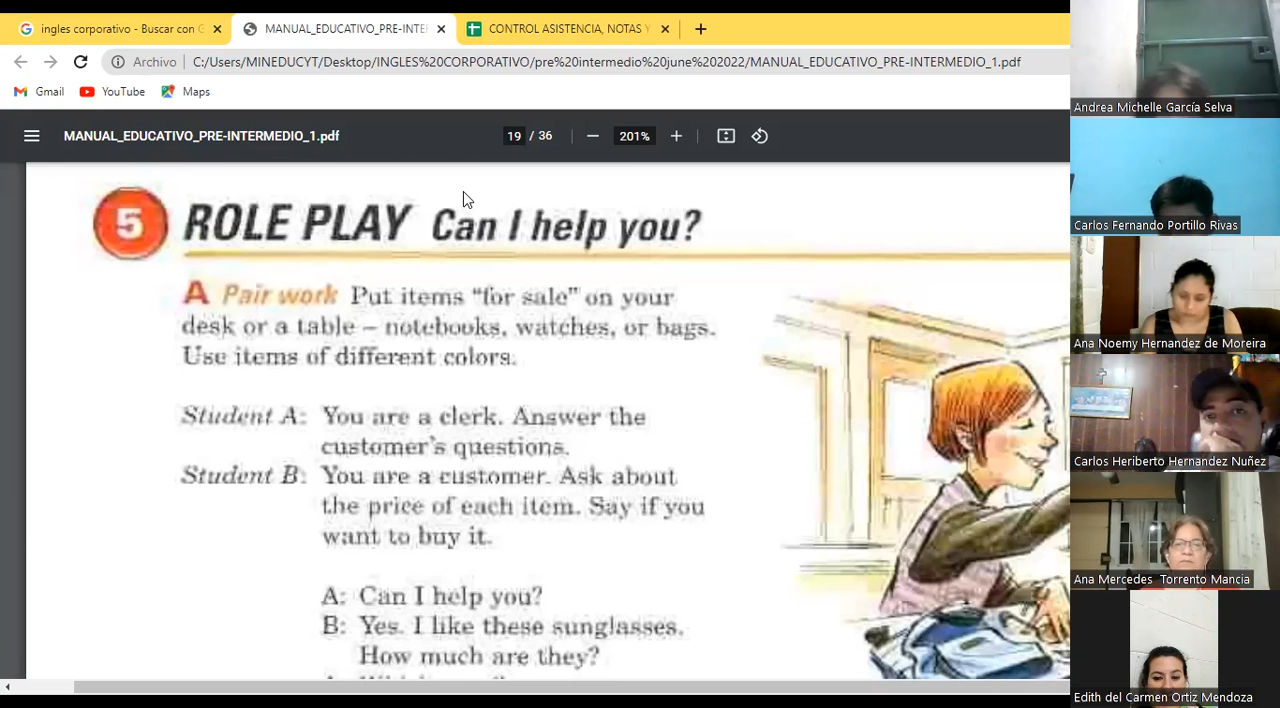 ingles corporativo - Buscar con G
MANUAL_EDUCATIVO_PRE-INTER
CONTROL ASISTENCIA, NOTAS Y
Archivo
C:/Users/MINEDUCYT/Desktop/INGLES%20CORPORATIVO/pre%20intermedio%20june%202022/MANUAL_EDUCATIVO_PRE-INTERMEDIO_1.pdf
Gmail
YouTube
Maps
MANUAL_EDUCATIVO_PRE-INTERMEDIO_1.pdf
19 / 36
201%
5 ROLE PLAY Can I help you?
A Pair work Put items "for sale" on your
desk or a table – notebooks, watches, or bags.
Use items of different colors.
Student A: You are a clerk. Answer the
customer's questions.
Student B: You are a customer. Ask about
the price of each item. Say if you
want to buy it.
A: Can I help you?
B: Yes. I like these sunglasses.
How much are they?
Andrea Michelle García Selva
Carlos Fernando Portillo Rivas
Ana Noemy Hernandez de Moreira
Carlos Heriberto Hernandez Nuñez
Ana Mercedes Torrento Mancia
Edith del Carmen Ortiz Mendoza